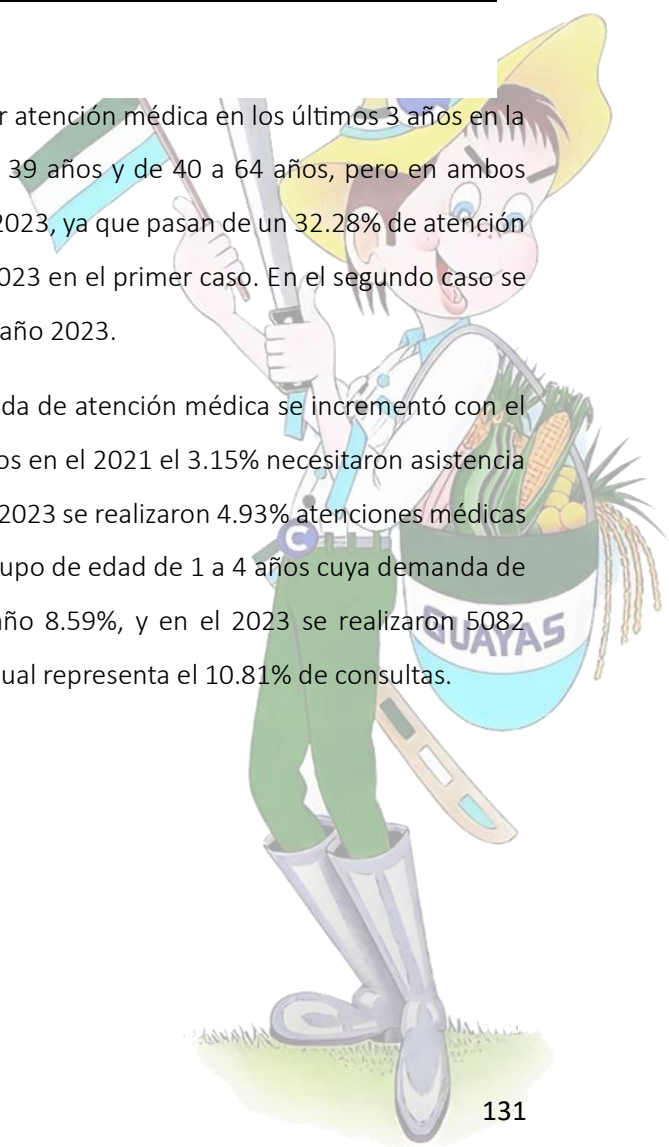 r atención médica en los últimos 3 años en la
39 años y de 40 a 64 años, pero en ambos
2023, ya que pasan de un 32.28% de atención
023 en el primer caso. En el segundo caso se
año 2023.
da de atención médica se incrementó con el
os en el 2021 el 3.15% necesitaron asistencia
2023 se realizaron 4.93% atenciones médicas
upo de edad de 1 a 4 años cuya demanda de
año 8.59%, y en el 2023 se realizaron 5082
ual representa el 10.81% de consultas.
C
GUAYAS
131